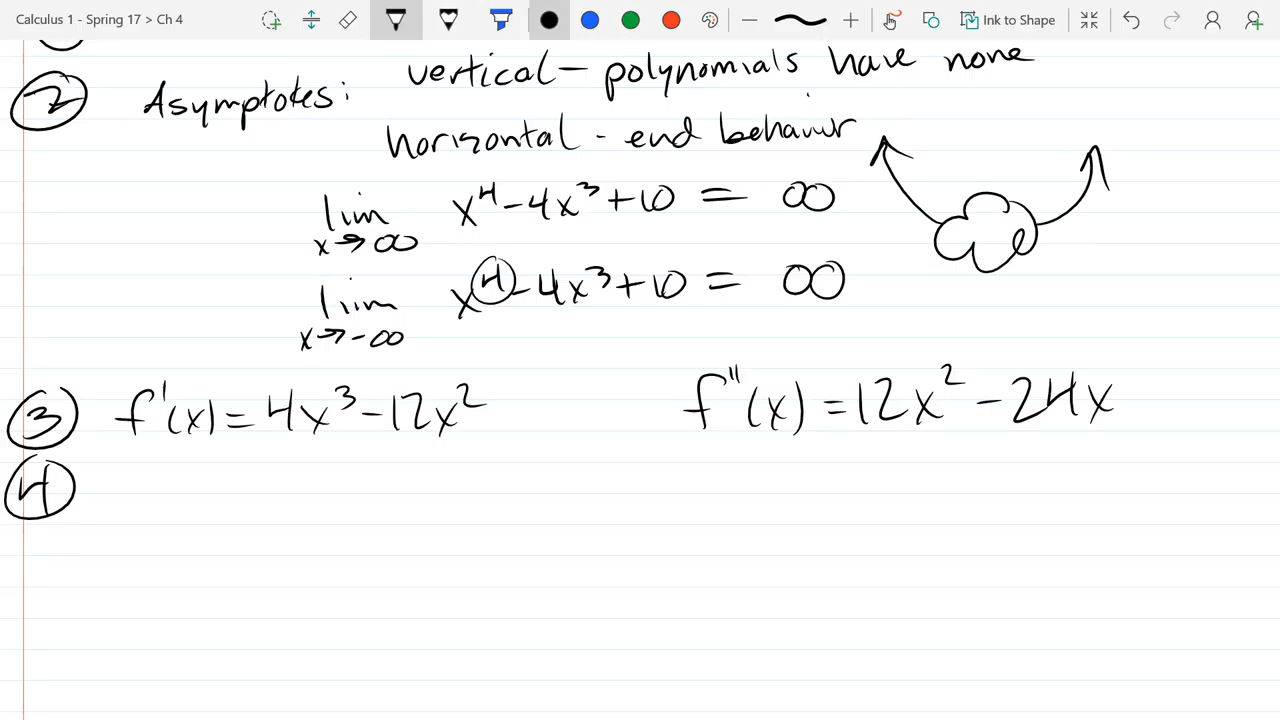 Calculus 1 - Spring 17 > Ch 4
Ink to Shape
② Asymptotes: vertical – polynomials have none
horizontal - end behavior
lim x→∞ x⁴-4x³+10 = ∞
lim x→-∞ x⁴-4x³+10 = ∞
③ f'(x)=4x³-12x² f''(x)=12x²-24x
④